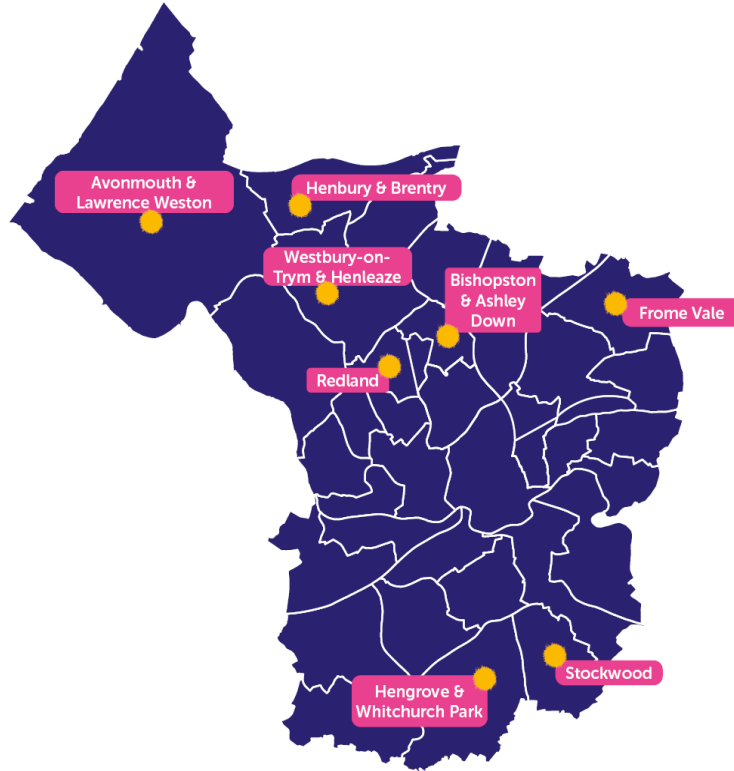 Avonmouth &
Lawrence Weston
Henbury & Brentry
Westbury-on-
Trym & Henleaze
Bishopston
& Ashley
Down
Frome Vale
Redland
Stockwood
Hengrove &
Whitchurch Park